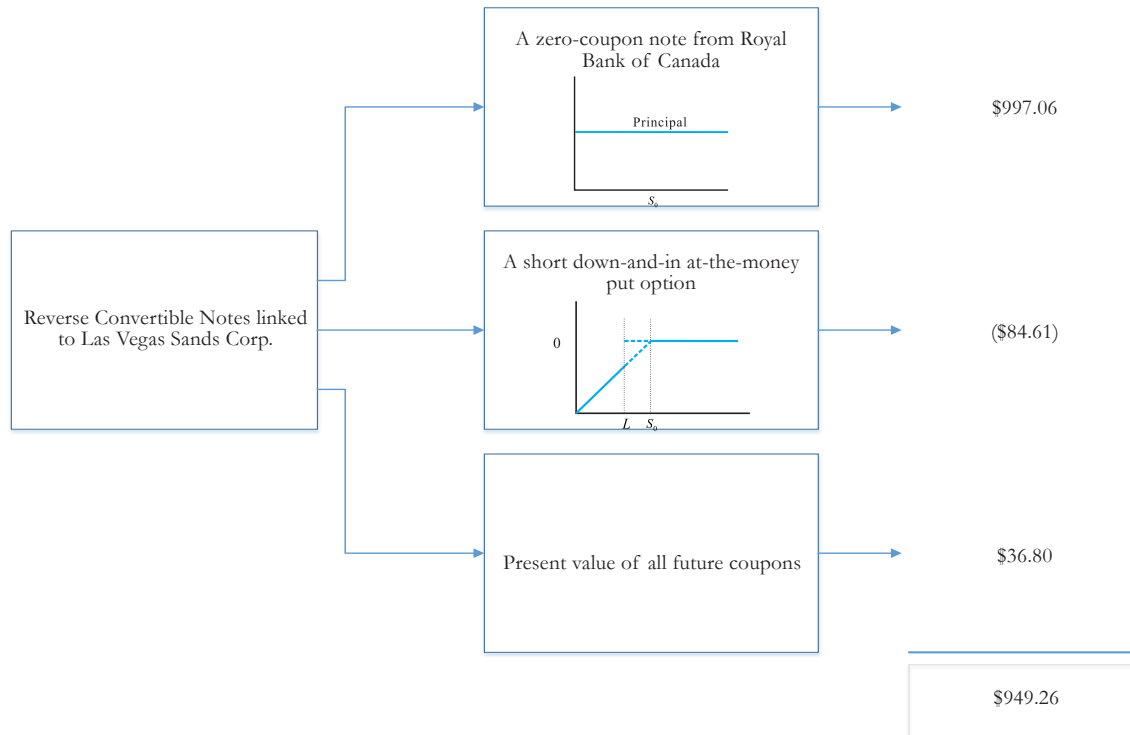 A zero-coupon note from Royal
Bank of Canada
Principal
S₀
$997.06
Reverse Convertible Notes linked
to Las Vegas Sands Corp.
A short down-and-in at-the-money
put option
0
L S₀
($84.61)
Present value of all future coupons
$36.80
$949.26